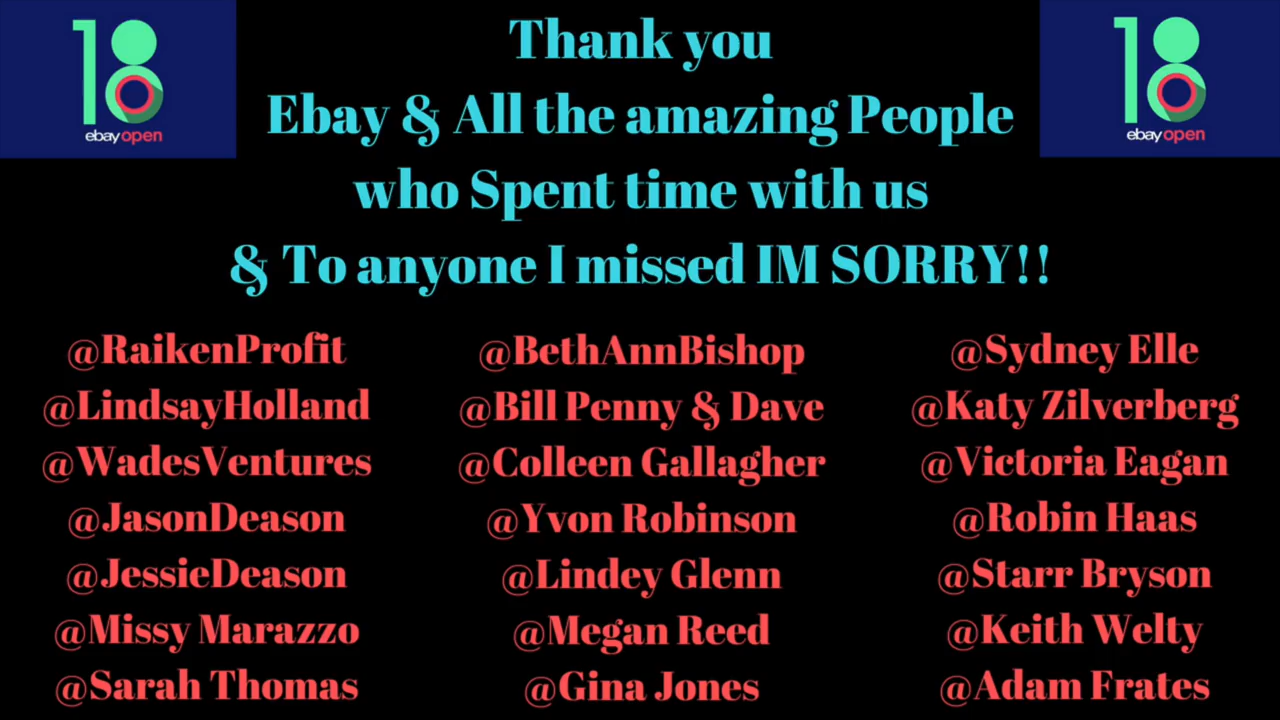 18
ebay open
Thank you
Ebay & All the amazing People
who Spent time with us
& To anyone I missed IM SORRY!!
18
ebay open
@RaikenProfit
@LindsayHolland
@WadesVentures
@JasonDeason
@JessieDeason
@Missy Marazzo
@Sarah Thomas
@BethAnnBishop
@Bill Penny & Dave
@Colleen Gallagher
@Yvon Robinson
@Lindey Glenn
@Megan Reed
@Gina Jones
@Sydney Elle
@Katy Zilverberg
@Victoria Eagan
@Robin Haas
@Starr Bryson
@Keith Welty
@Adam Frates